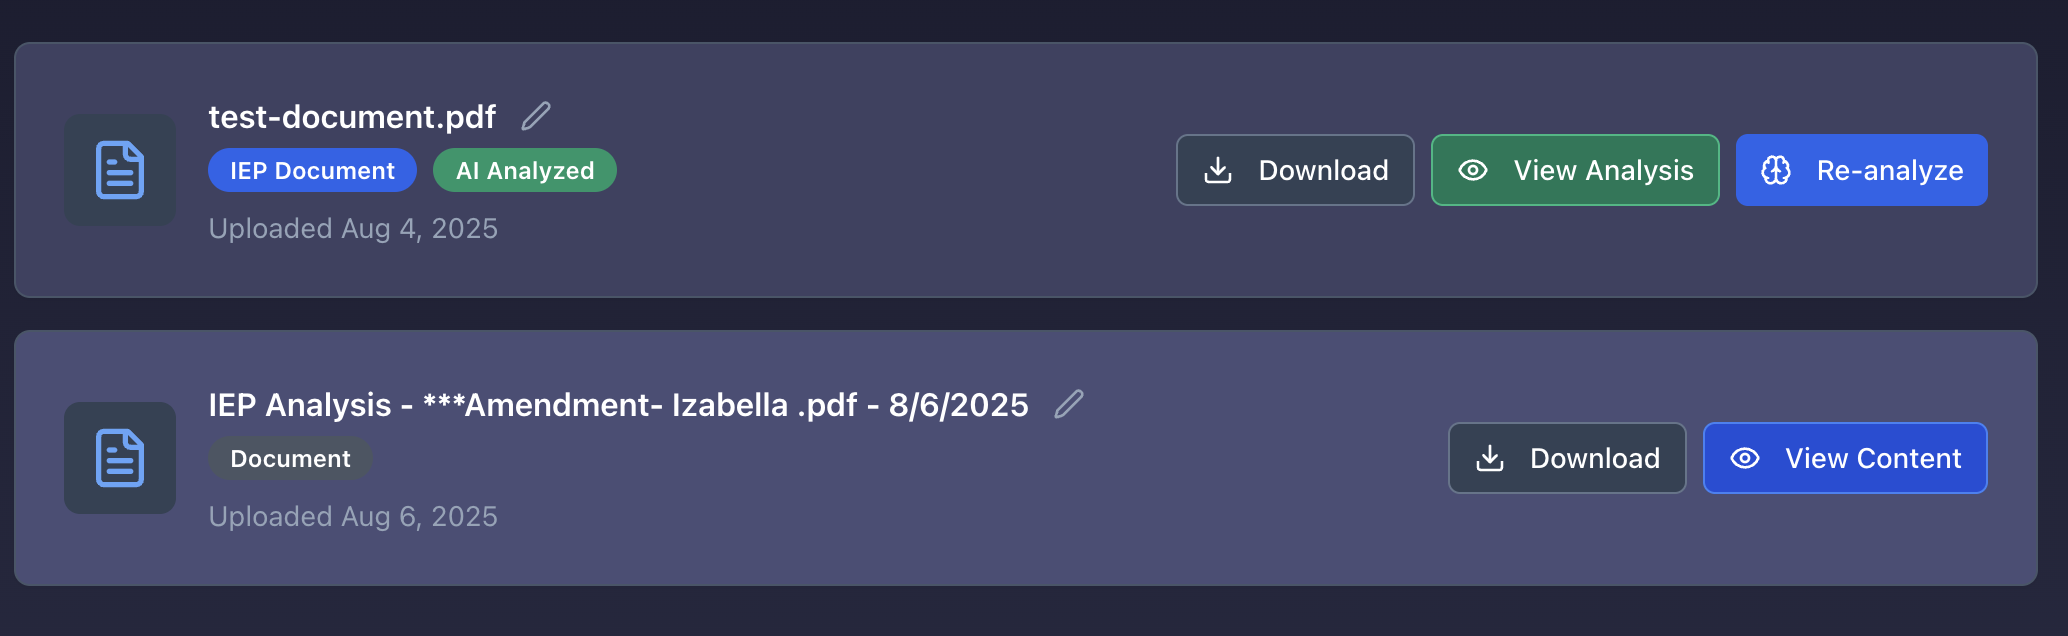 test-document.pdf
IEP Document AI Analyzed
Uploaded Aug 4, 2025
Download View Analysis Re-analyze
IEP Analysis - ***Amendment- Izabella .pdf - 8/6/2025
Document
Uploaded Aug 6, 2025
Download View Content